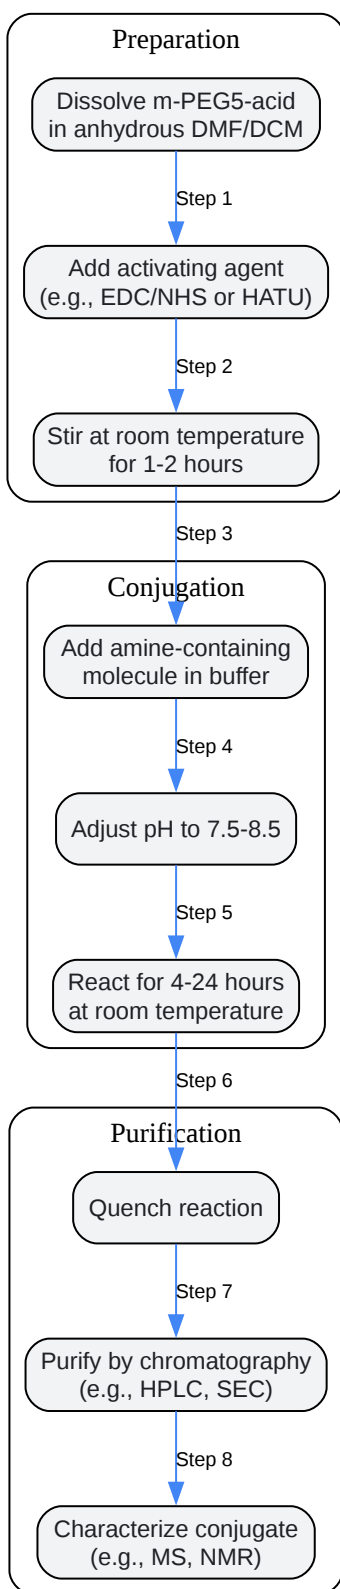 Preparation
Dissolve m-PEG5-acid
in anhydrous DMF/DCM
Step 1
Add activating agent
(e.g., EDC/NHS or HATU)
Step 2
Stir at room temperature
for 1-2 hours
Step 3
Conjugation
Add amine-containing
molecule in buffer
Step 4
Adjust pH to 7.5-8.5
Step 5
React for 4-24 hours
at room temperature
Step 6
Purification
Quench reaction
Step 7
Purify by chromatography
(e.g., HPLC, SEC)
Step 8
Characterize conjugate
(e.g., MS, NMR)